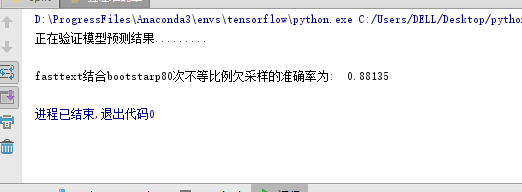 D:\ProgressFiles\Anaconda3\envs\tensorflow\python.exe C:/Users/DELL/Desktop/pytho
正在验证模型预测结果.........
fasttext结合bootstarp80次不等比例欠采样的准确率为:  0.88135
进程已结束,退出代码0